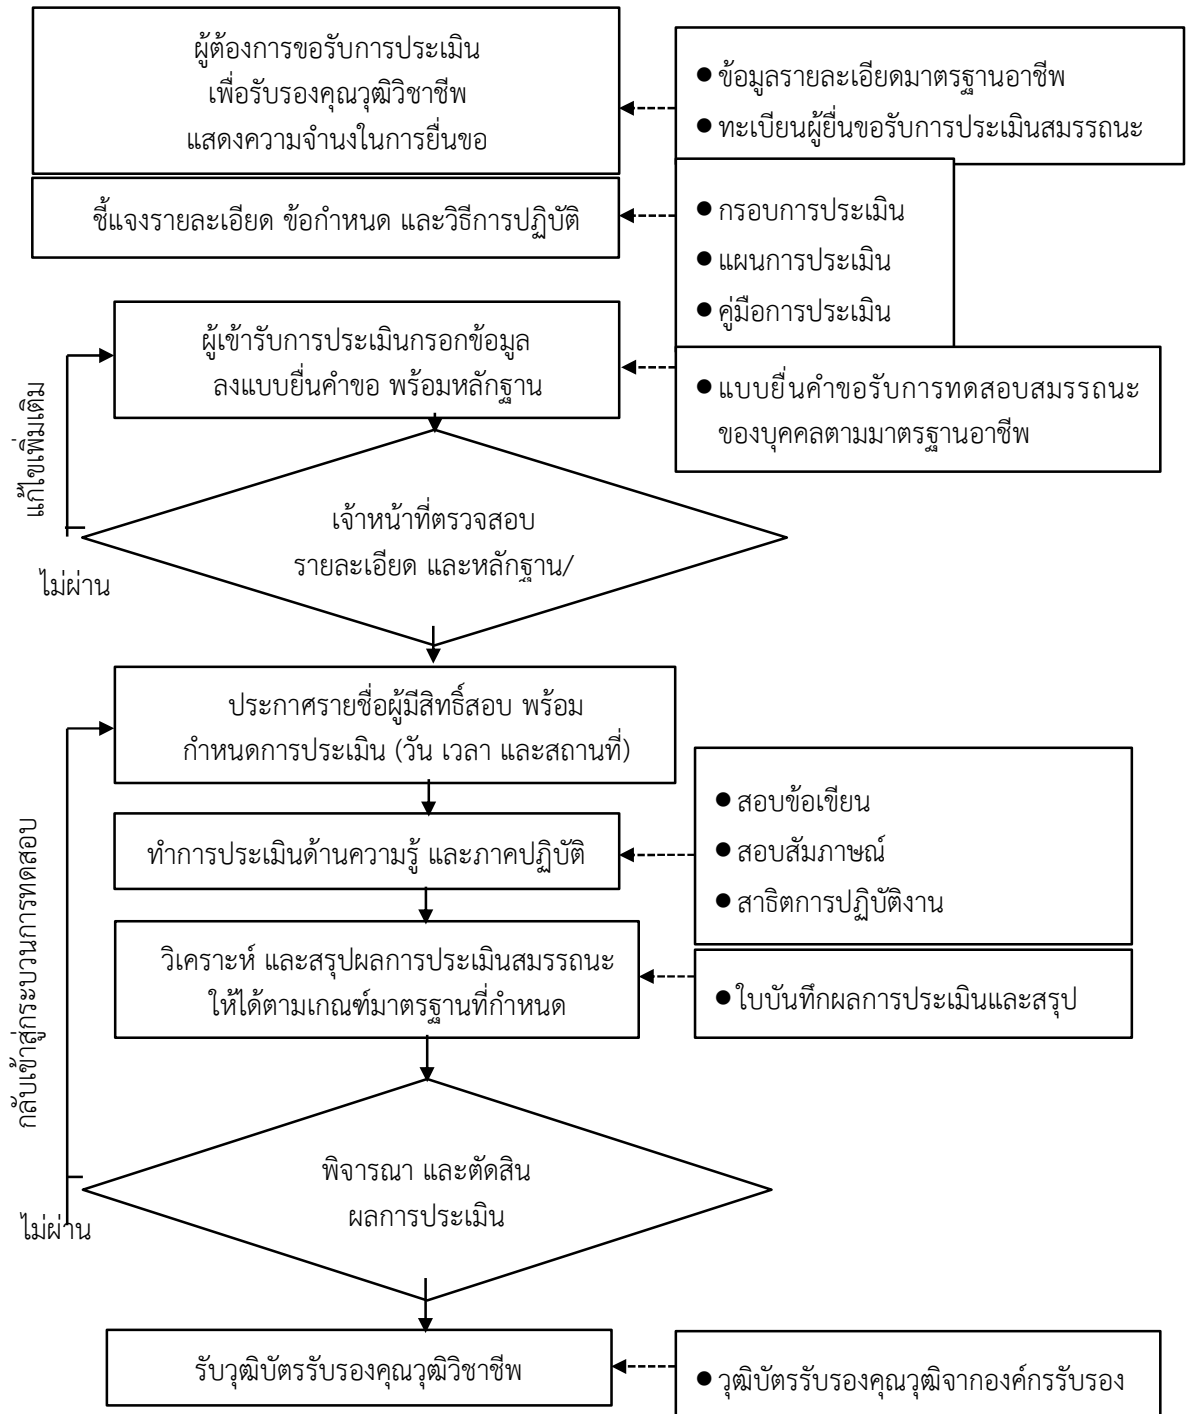 ผู้ต้องการขอรับการประเมิน
เพื่อรับรองคุณวุฒิวิชาชีพ
แสดงความจำนงในการยื่นขอ
● ข้อมูลรายละเอียดมาตรฐานอาชีพ
● ทะเบียนผู้ยื่นขอรับการประเมินสมรรถนะ
ชี้แจงรายละเอียด ข้อกำหนด และวิธีการปฏิบัติ
● กรอบการประเมิน
● แผนการประเมิน
● คู่มือการประเมิน
ผู้เข้ารับการประเมินกรอกข้อมูล
ลงแบบยื่นคำขอ พร้อมหลักฐาน
● แบบยื่นคำขอรับการทดสอบสมรรถนะ
ของบุคคลตามมาตรฐานอาชีพ
แก้ไขเพิ่มเติม
เจ้าหน้าที่ตรวจสอบ
รายละเอียด และหลักฐาน/
ไม่ผ่าน
ประกาศรายชื่อผู้มีสิทธิ์สอบ พร้อม
กำหนดการประเมิน (วัน เวลา และสถานที่)
● สอบข้อเขียน
● สอบสัมภาษณ์
● สาธิตการปฏิบัติงาน
ทำการประเมินด้านความรู้ และภาคปฏิบัติ
กลับเข้าสู่กระบวนการทดสอบ
วิเคราะห์ และสรุปผลการประเมินสมรรถนะ
ให้ได้ตามเกณฑ์มาตรฐานที่กำหนด
● ใบบันทึกผลการประเมินและสรุป
พิจารณา และตัดสิน
ผลการประเมิน
ไม่ผ่าน
รับวุฒิบัตรรับรองคุณวุฒิวิชาชีพ
● วุฒิบัตรรับรองคุณวุฒิจากองค์กรรับรอง